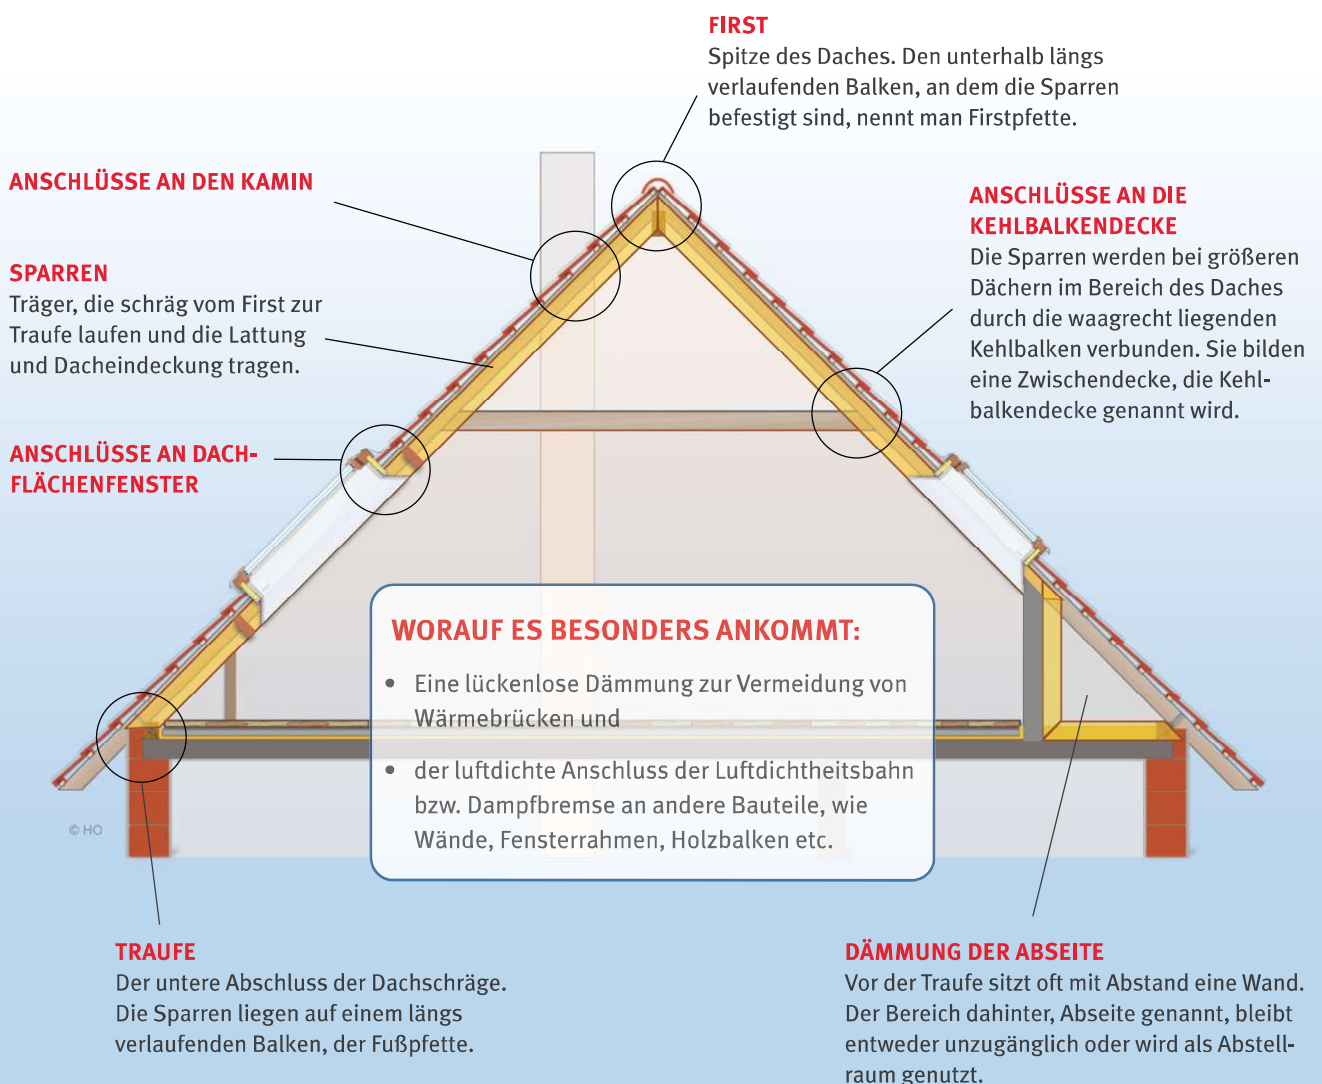 FIRST
Spitze des Daches. Den unterhalb längs
verlaufenden Balken, an dem die Sparren
befestigt sind, nennt man Firstpfette.
ANSCHLÜSSE AN DEN KAMIN
SPARREN
Träger, die schräg vom First zur
Traufe laufen und die Lattung
und Dacheindeckung tragen.
ANSCHLÜSSE AN DACH-
FLÄCHENFENSTER
ANSCHLÜSSE AN DIE
KEHLBALKENDECKE
Die Sparren werden bei größeren
Dächern im Bereich des Daches
durch die waagrecht liegenden
Kehlbalken verbunden. Sie bilden
eine Zwischendecke, die Kehl-
balkendecke genannt wird.
WORAUF ES BESONDERS ANKOMMT:
• Eine lückenlose Dämmung zur Vermeidung von
Wärmebrücken und
• der luftdichte Anschluss der Luftdichtheitsbahn
bzw. Dampfbremse an andere Bauteile, wie
Wände, Fensterrahmen, Holzbalken etc.
© HO
TRAUFE
Der untere Abschluss der Dachschräge.
Die Sparren liegen auf einem längs
verlaufenden Balken, der Fußpfette.
DÄMMUNG DER ABSEITE
Vor der Traufe sitzt oft mit Abstand eine Wand.
Der Bereich dahinter, Abseite genannt, bleibt
entweder unzugänglich oder wird als Abstell-
raum genutzt.